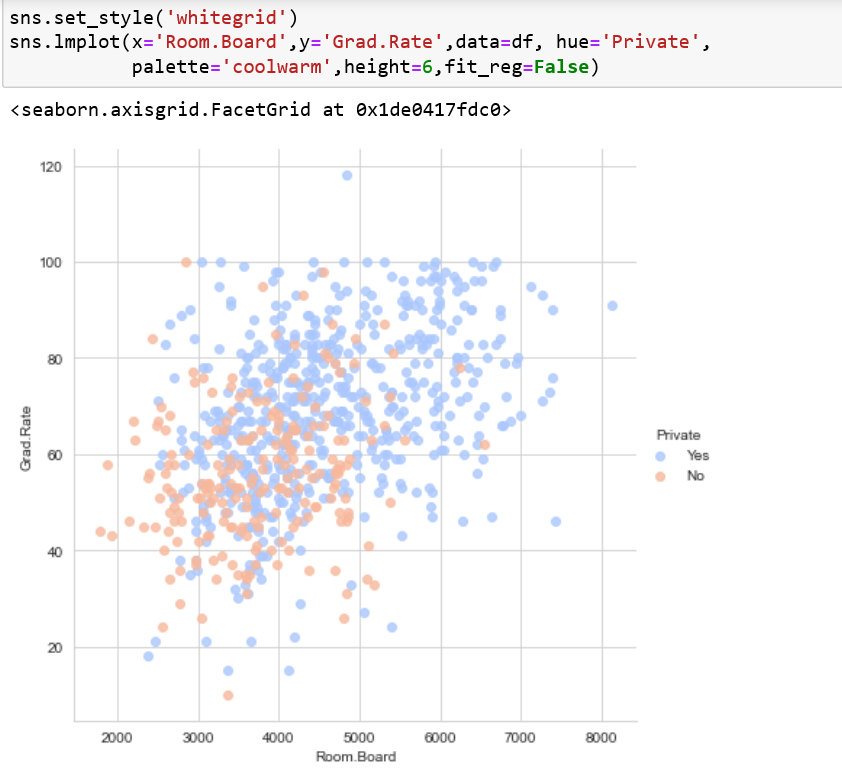 sns.set_style('whitegrid')
sns.lmplot(x='Room.Board',y='Grad.Rate',data=df, hue='Private',
palette='coolwarm',height=6,fit_reg=False)
<seaborn.axisgrid.FacetGrid at 0x1de0417fdc0>
120
100
80
60
40
20
Grad.Rate
Private
Yes
No
2000 3000 4000 5000 6000 7000 8000
Room.Board